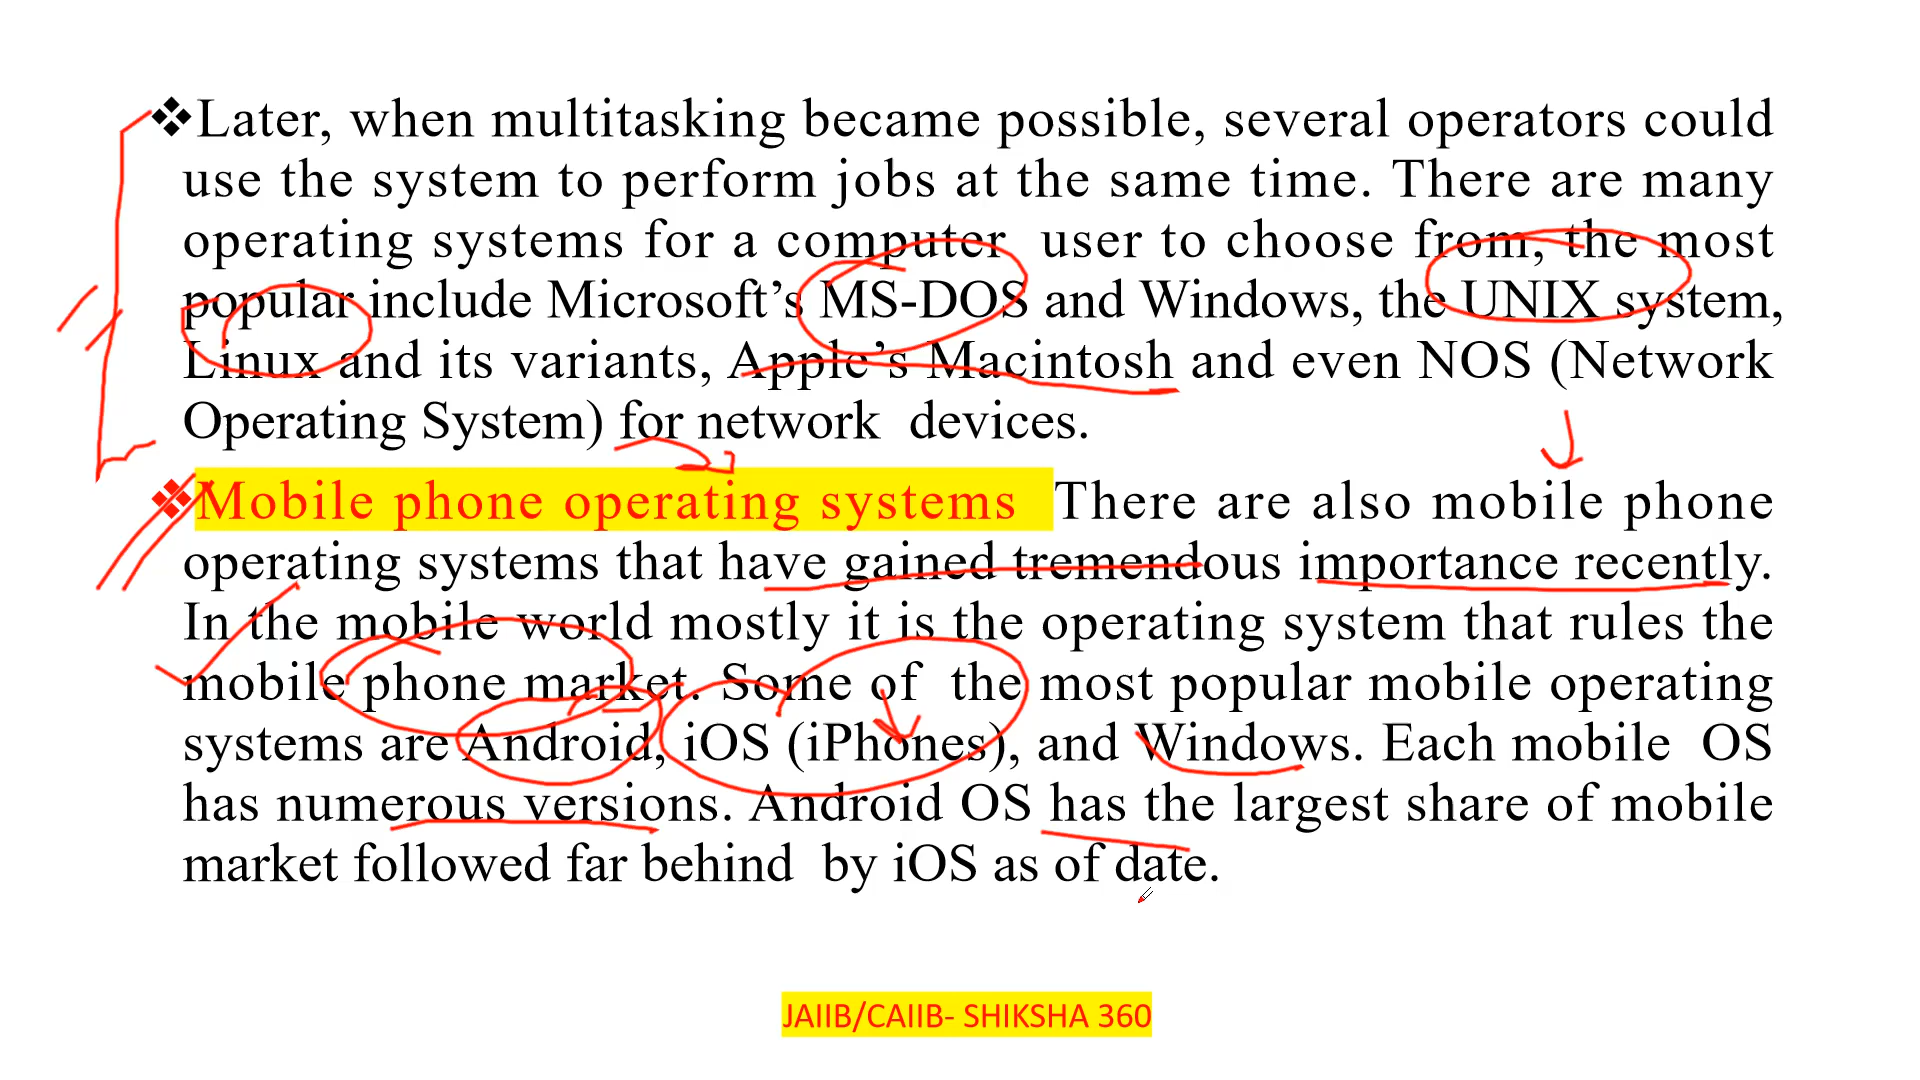 ❖Later, when multitasking became possible, several operators could
use the system to perform jobs at the same time. There are many
operating systems for a computer user to choose from, the most
popular include Microsoft’s MS-DOS and Windows, the UNIX system,
Linux and its variants, Apple’s Macintosh and even NOS (Network
Operating System) for network devices.
❖Mobile phone operating systems There are also mobile phone
operating systems that have gained tremendous importance recently.
In the mobile world mostly it is the operating system that rules the
mobile phone market. Some of the most popular mobile operating
systems are Android, iOS (iPhones), and Windows. Each mobile OS
has numerous versions. Android OS has the largest share of mobile
market followed far behind by iOS as of date.
JAIIB/CAIIB- SHIKSHA 360